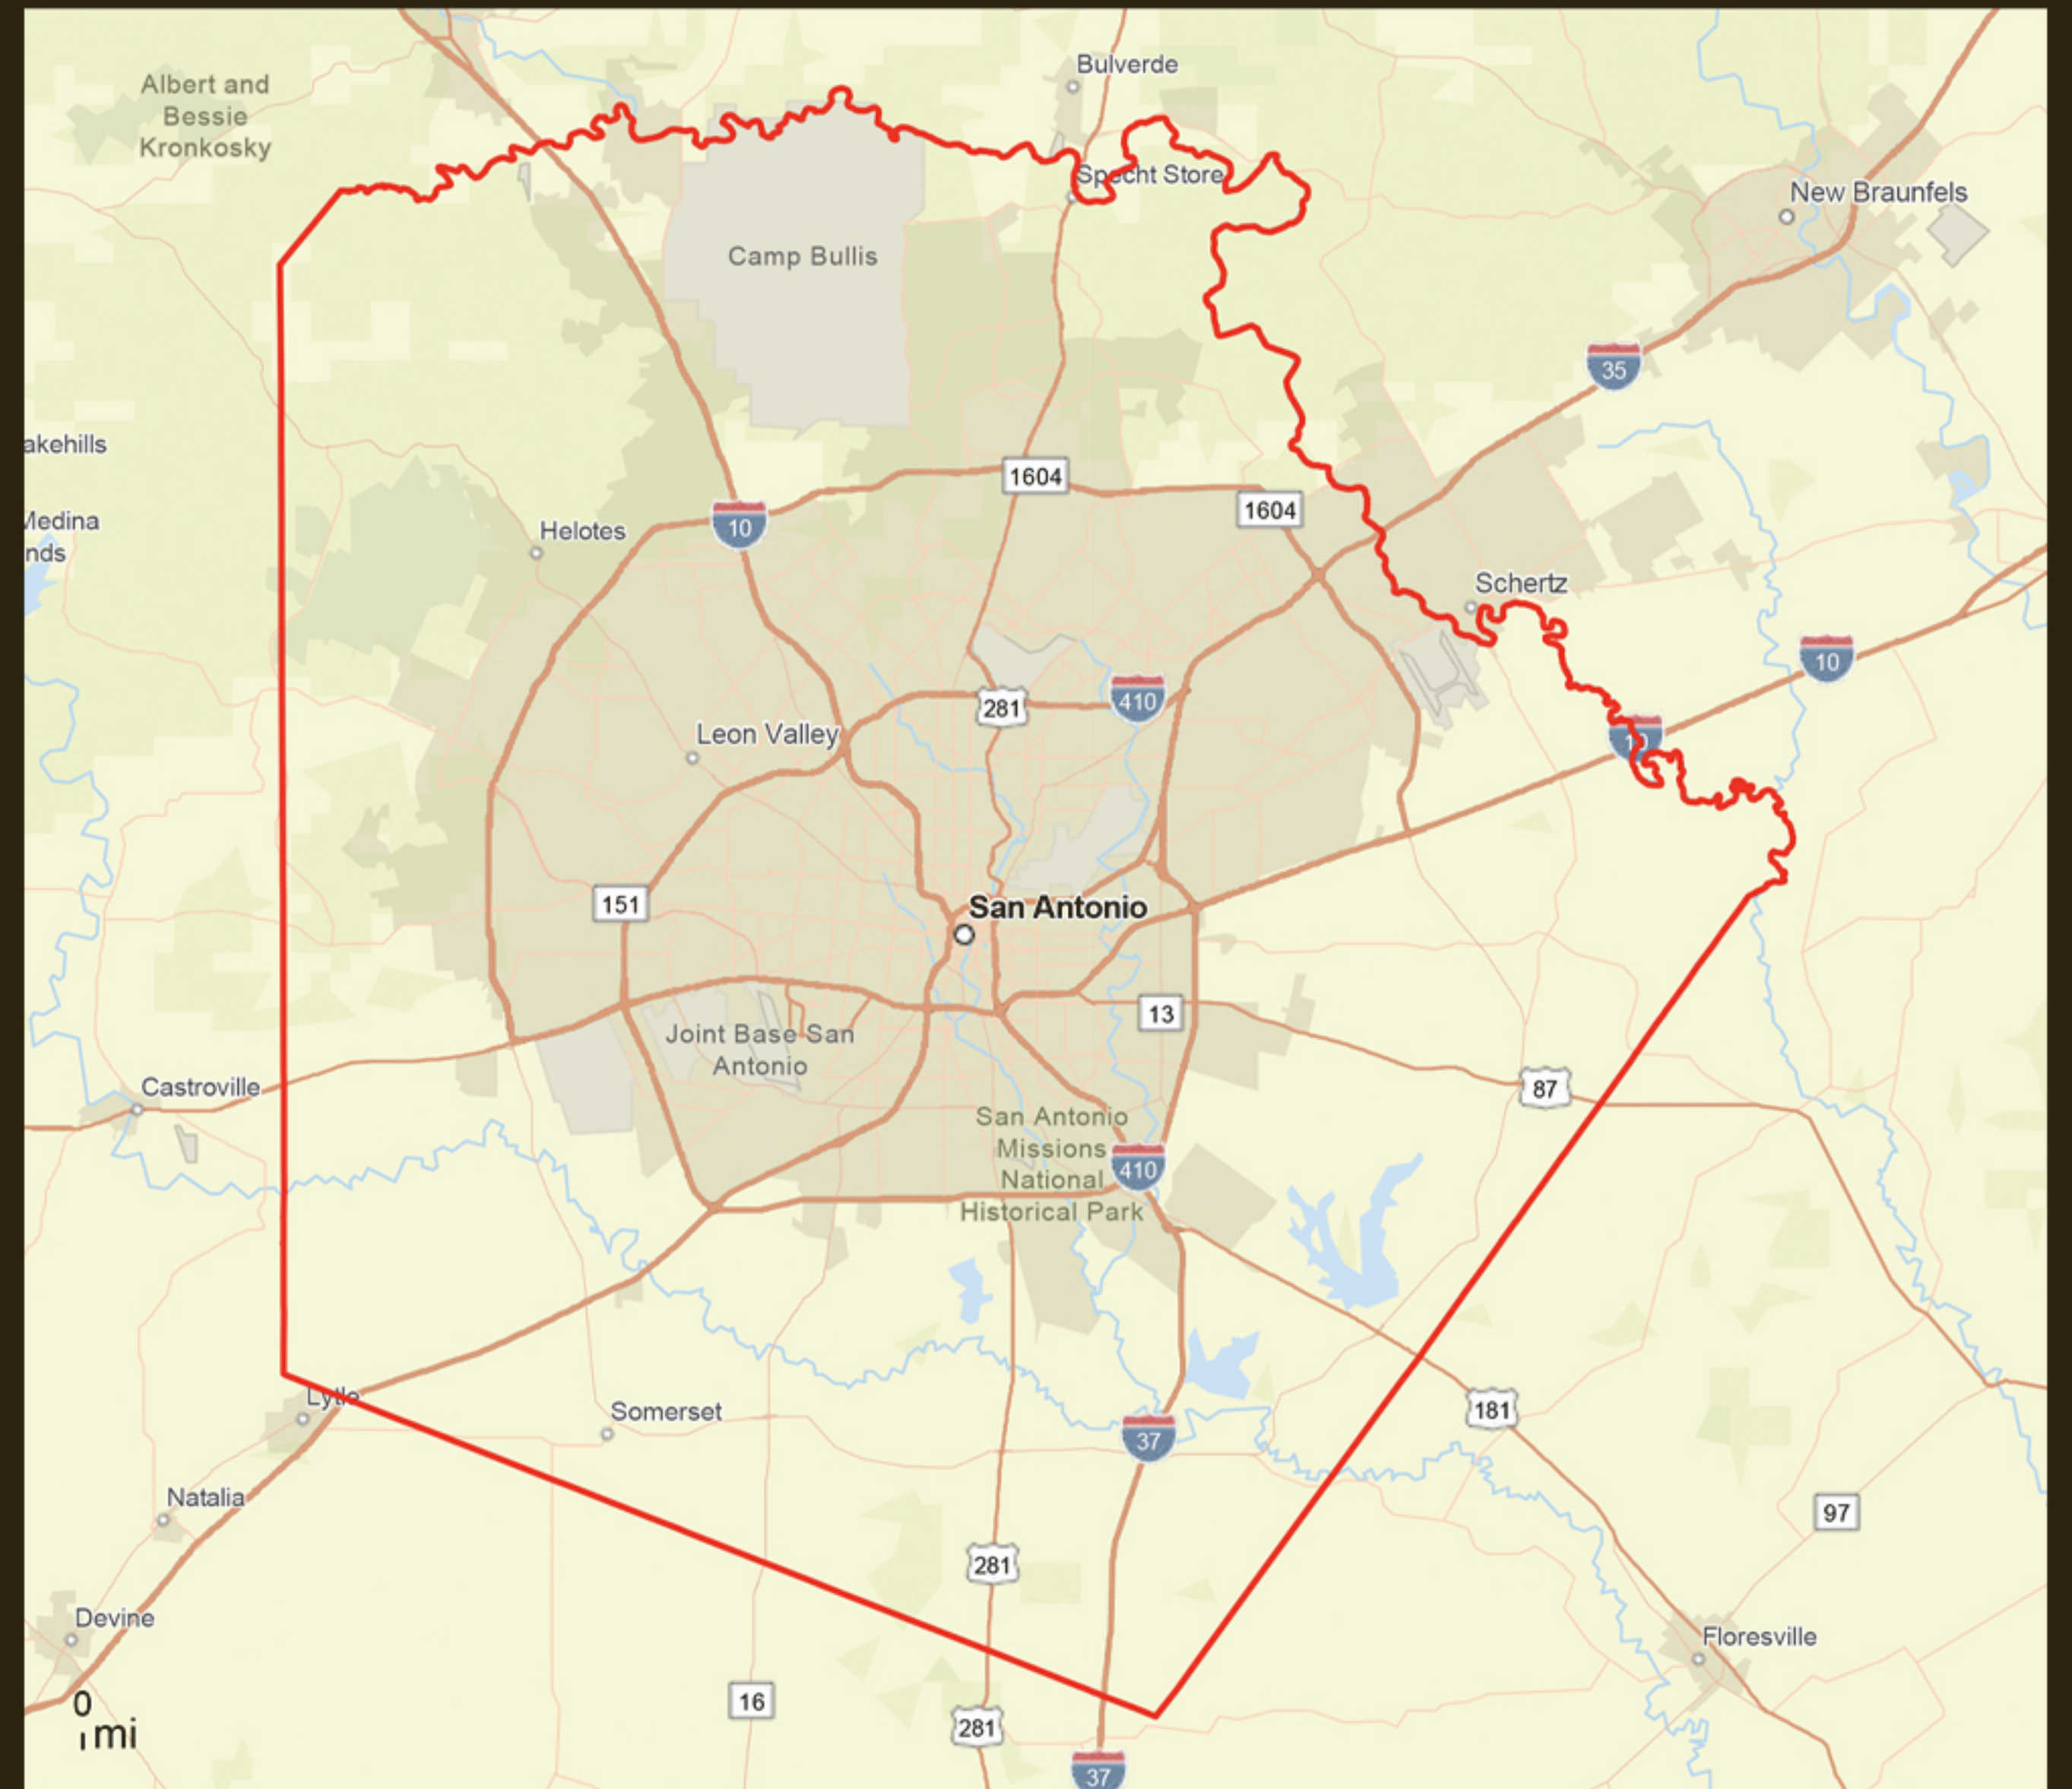 Bulverde
Albert and
Bessie
Kronkosky
Specht Store
New Braunfels
Camp Bullis
35
akehills
1604
1604
10
Medina
nds
Helotes
Schertz
10
410
281
10
Leon Valley
151
San Antonio
13
Joint Base San
Antonio
87
Castroville
San Antonio
Missions
National
Historical Park
410
Lytle
Somerset
181
37
Natalia
97
281
Devine
Floresville
0
mi
16
281
37